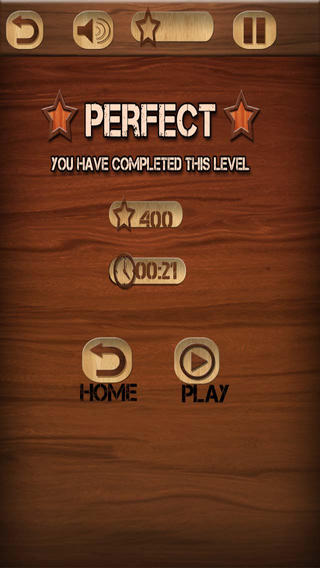 PERFECT
YOU HAVE COMPLETED THIS LEVEL
400
00:21
HOME PLAY